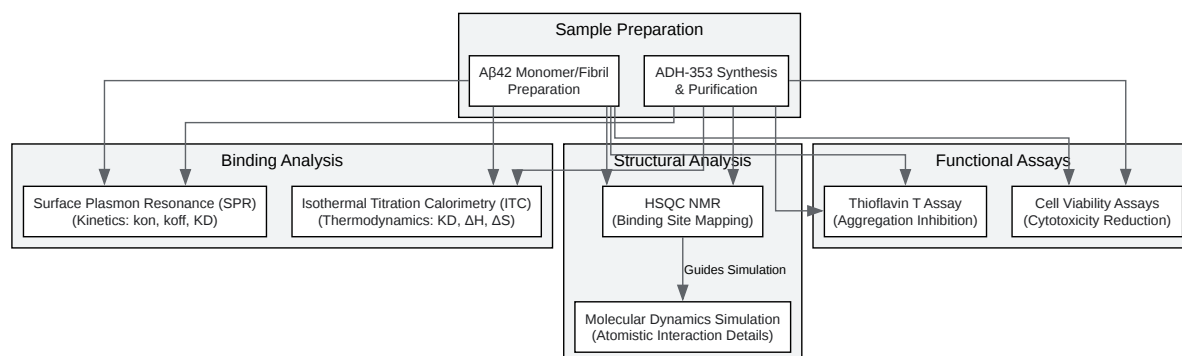 Sample Preparation
Aβ42 Monomer/Fibril
Preparation
ADH-353 Synthesis
& Purification
Binding Analysis
Surface Plasmon Resonance (SPR)
(Kinetics: kon, koff, KD)
Isothermal Titration Calorimetry (ITC)
(Thermodynamics: KD, ΔH, ΔS)
Structural Analysis
HSQC NMR
(Binding Site Mapping)
Guides Simulation
Molecular Dynamics Simulation
(Atomistic Interaction Details)
Functional Assays
Thioflavin T Assay
(Aggregation Inhibition)
Cell Viability Assays
(Cytotoxicity Reduction)